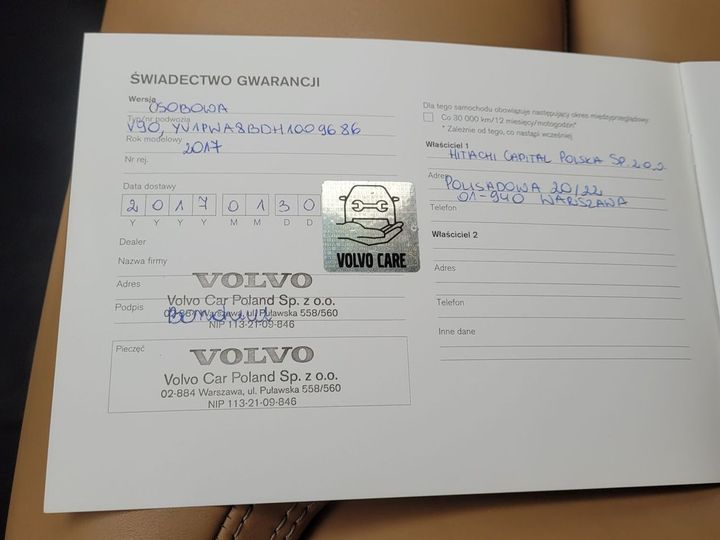 ŚWIADECTWO GWARANCJI
Wersja
OSOBOWA
Typ/nr podwozia
V90, YV1PWA8BDH1009686
Rok modelowy
2017
Nr rej.
Data dostawy
2 0 1 7 0 1 3 0
Y Y Y Y M M D D
Dealer
Nazwa firmy
Adres
VOLVO
Volvo Car Poland Sp. z o.o.
02-884 Warszawa, ul. Puławska 558/560
NIP 113-21-09-846
Podpis
Pieczęć
VOLVO
Volvo Car Poland Sp. z o.o.
02-884 Warszawa, ul. Puławska 558/560
NIP 113-21-09-846
VOLVO CARE
Dla tego samochodu obowiązuje następujący okres międzyprzeglądowy:
Co 30 000 km/12 miesięcy/motogodzin*
* Zależnie od tego, co nastąpi wcześniej
Właściciel 1
HITACHI CAPITAL POLSKA SP. Z O.O.
Adres
POLISADOWA 20/22
01-940 WARSZAWA
Telefon
Właściciel 2
Adres
Telefon
Inne dane